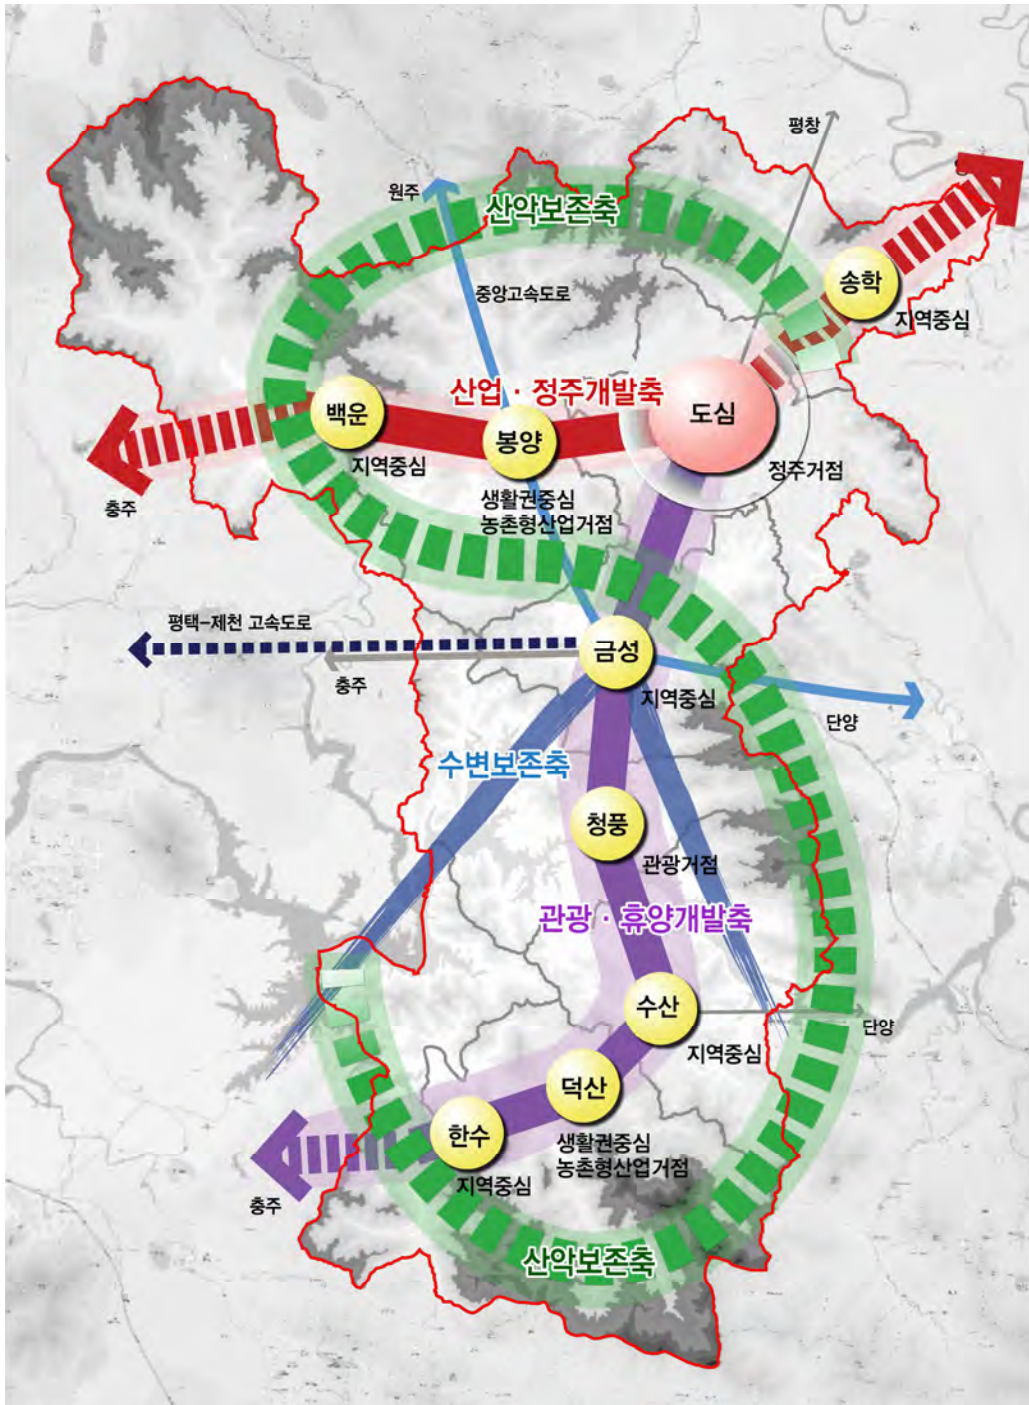 평창
원주
산악보존축
송학
지역중심
중앙고속도로
산업 · 정주개발축
백운
지역중심
봉양
생활권중심
농촌형산업거점
도심
정주거점
충주
평택-제천 고속도로
충주
금성
지역중심
단양
수변보존축
청풍
관광거점
관광 · 휴양개발축
수산
지역중심
단양
덕산
생활권중심
농촌형산업거점
한수
지역중심
충주
산악보존축